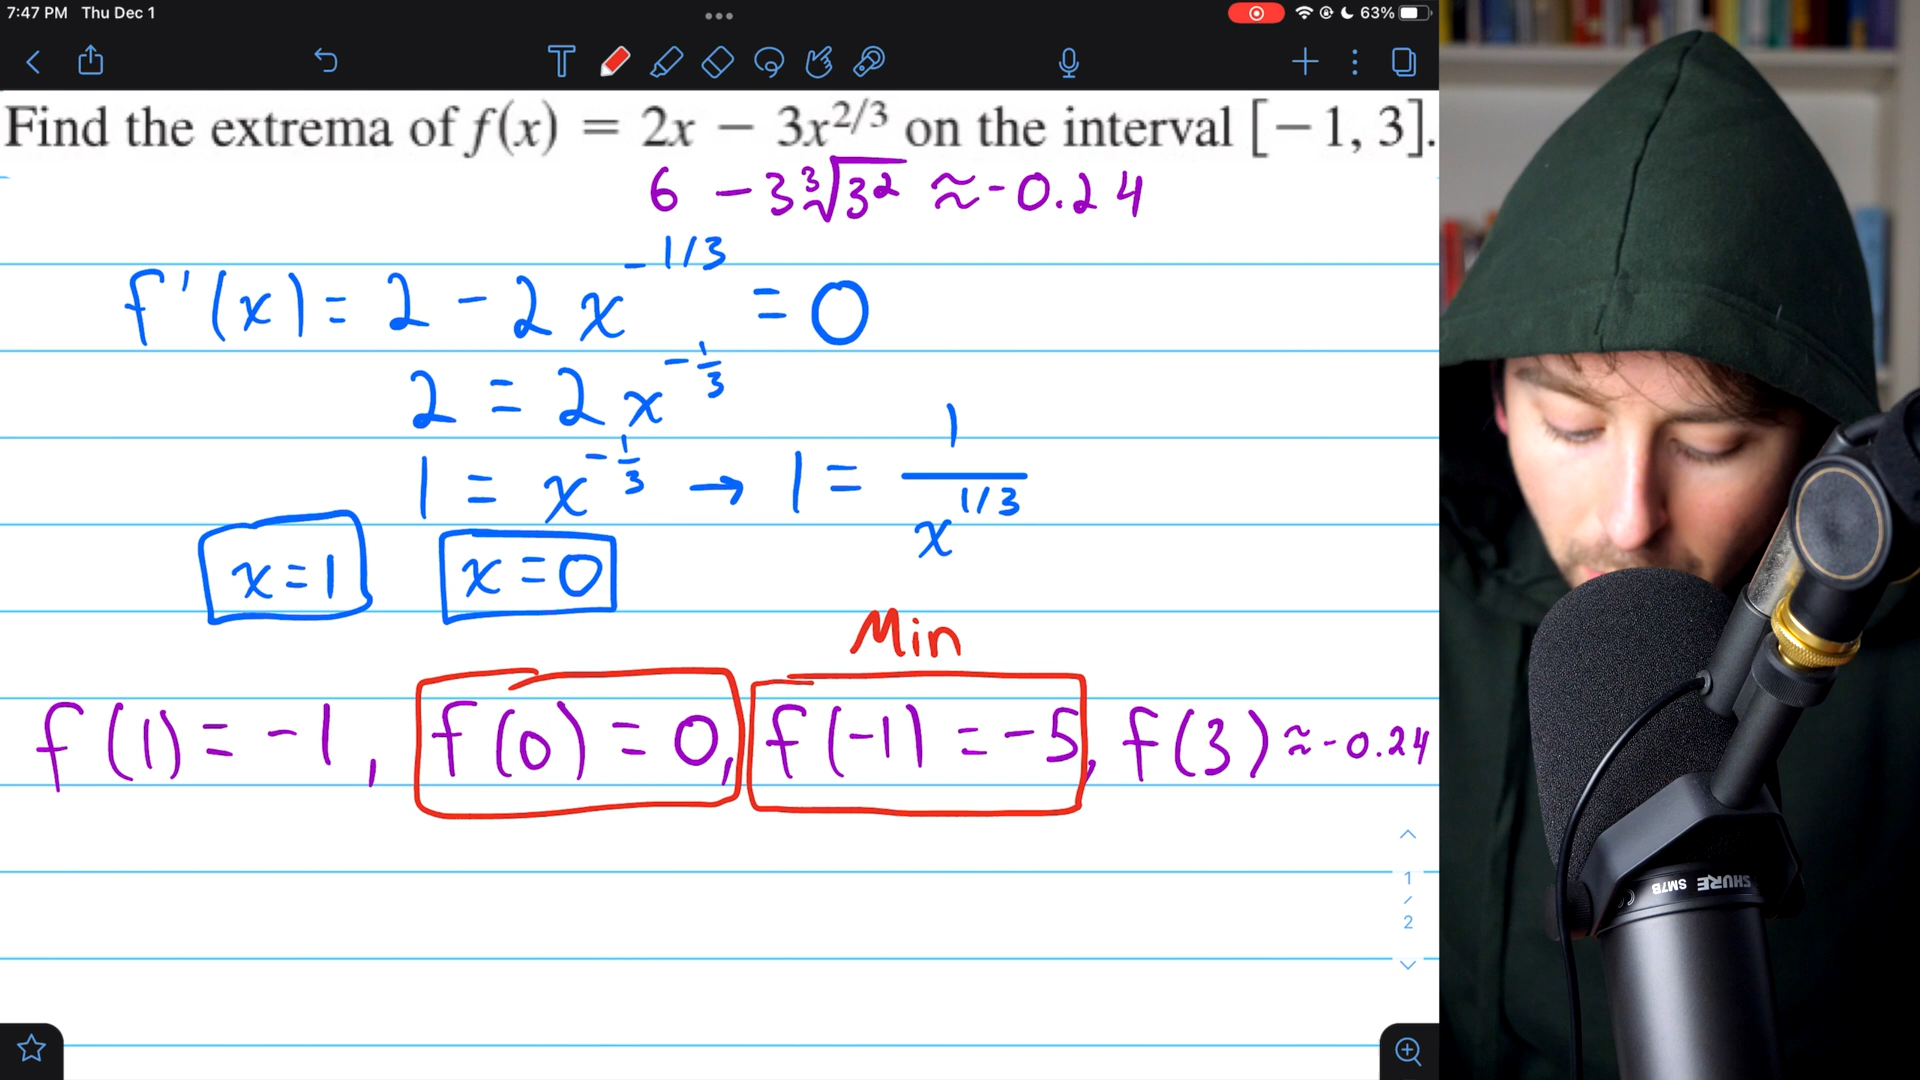 7:47 PM Thu Dec 1
63%
Find the extrema of f(x) = 2x − 3x^{2/3} on the interval [−1, 3].
6 − 3∛3² ≈ -0.24
f'(x) = 2 − 2x^{-1/3} = 0
2 = 2x^{-1/3}
1 = x^{-1/3} → 1 = 1/x^{1/3}
x=1 x=0
Min
f(1) = -1, f(0) = 0, f(-1) = -5, f(3) ≈ -0.24
1
/
2
SHURE SM7B